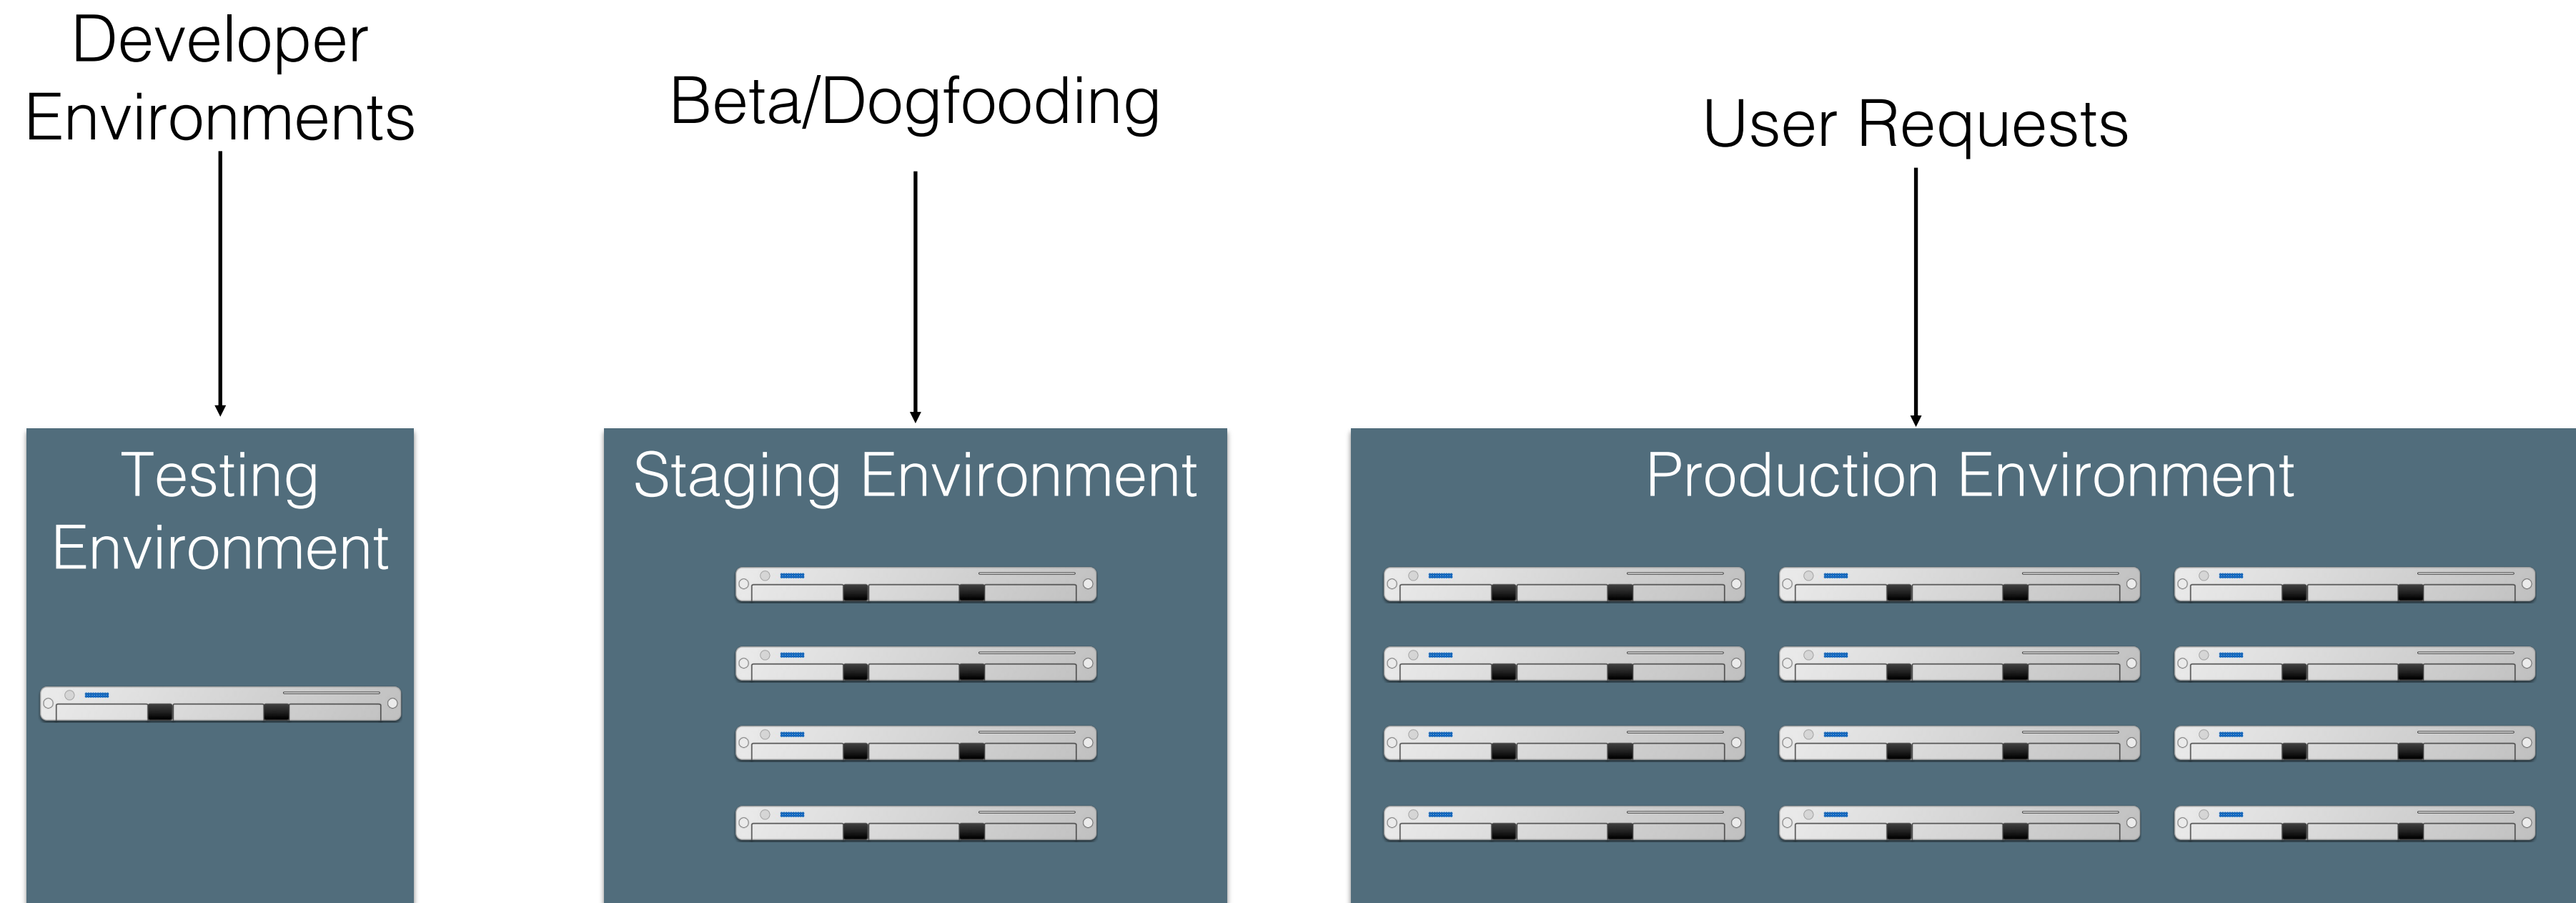 Developer
Environments
Beta/Dogfooding
User Requests
Testing
Environment
Staging Environment
Production Environment